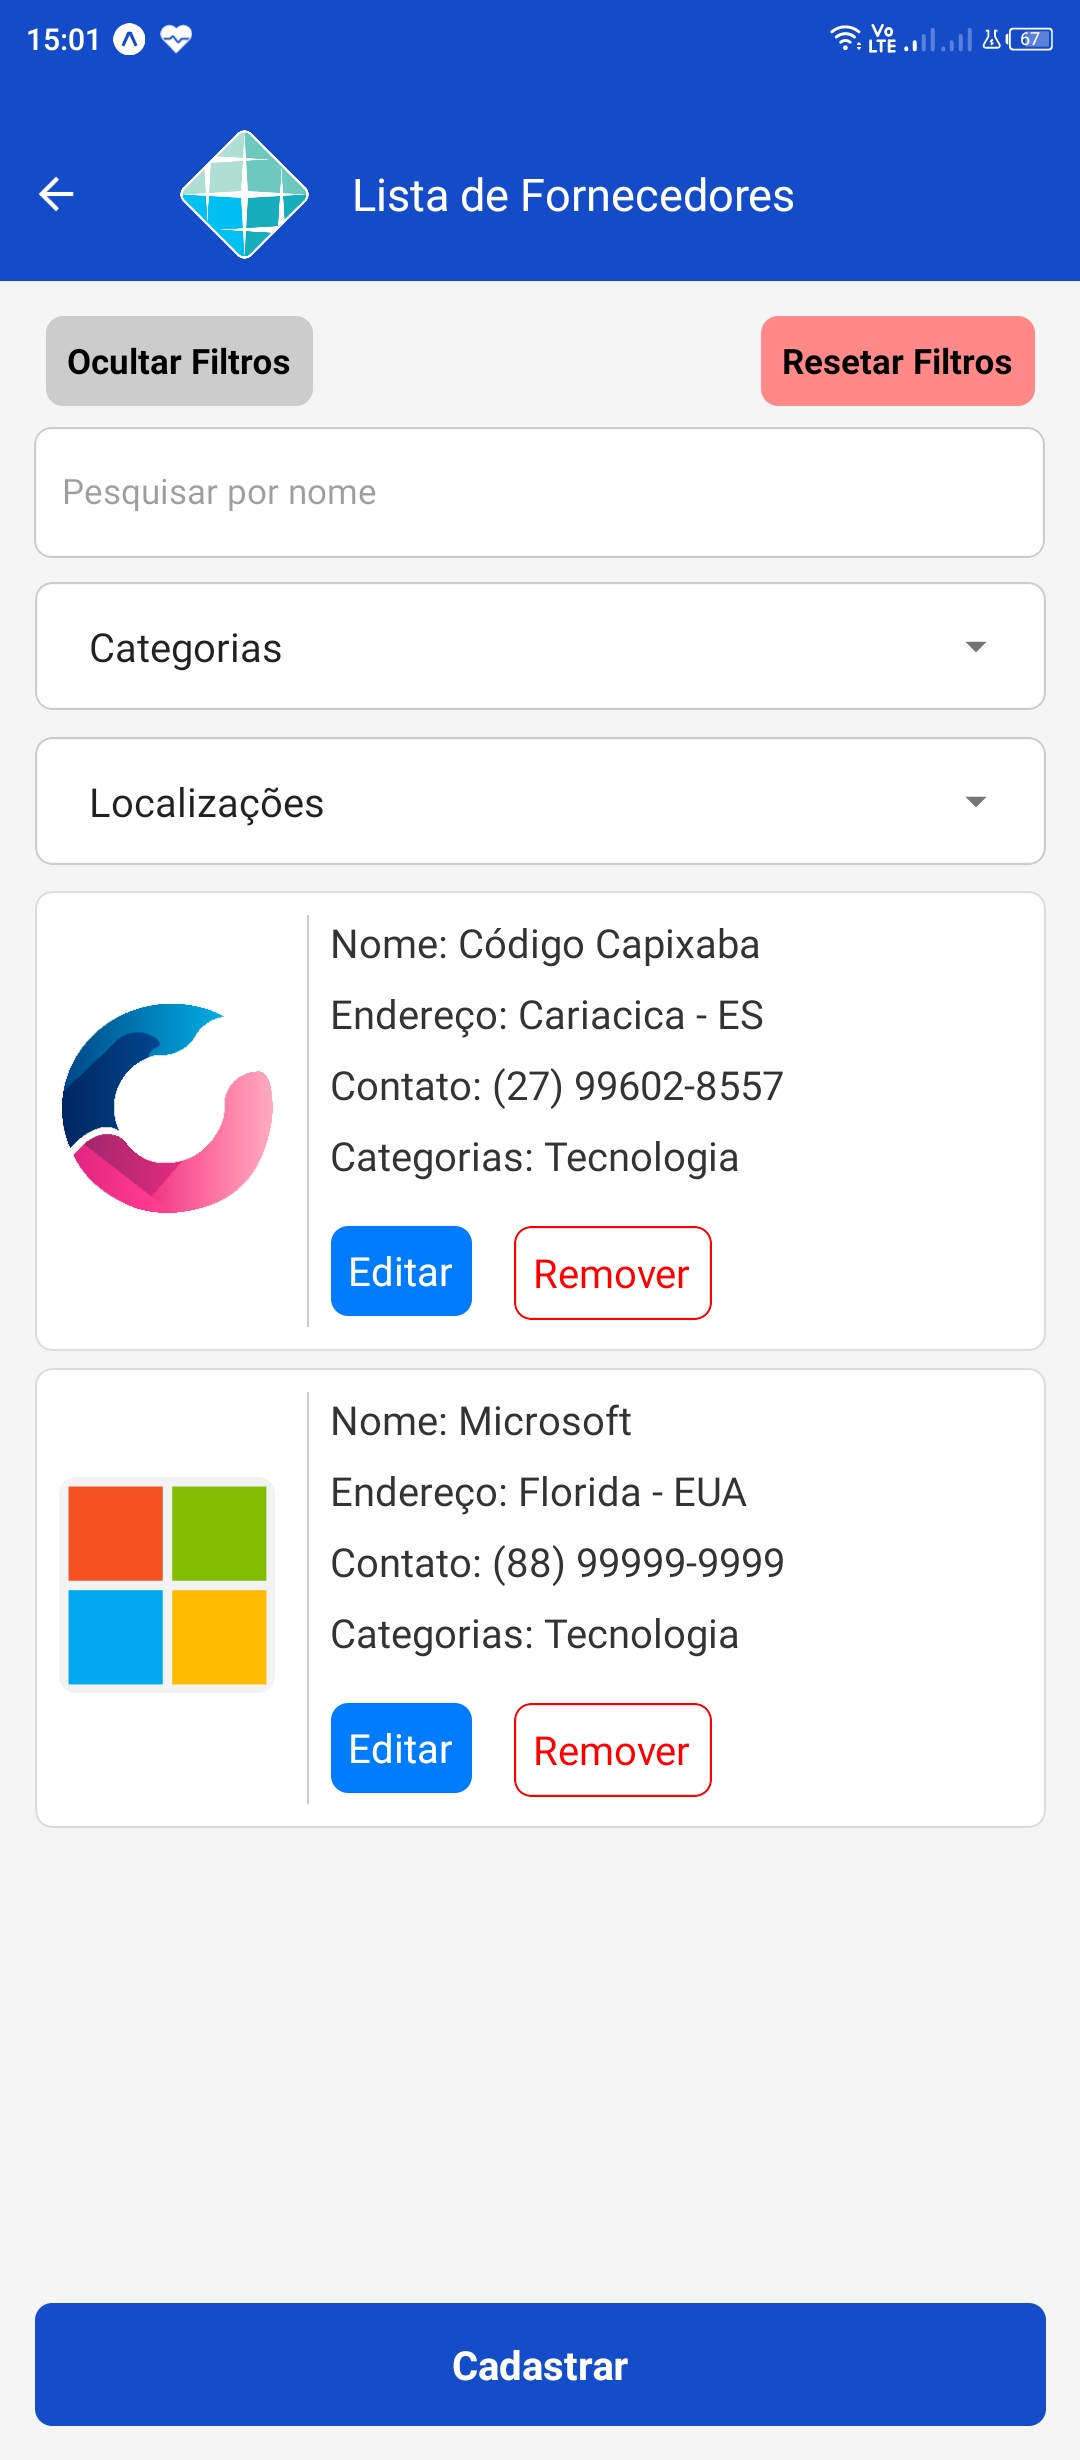 15:01
Vo
LTE
67
Lista de Fornecedores
Ocultar Filtros
Resetar Filtros
Pesquisar por nome
Categorias
Localizações
Nome: Código Capixaba
Endereço: Cariacica - ES
Contato: (27) 99602-8557
Categorias: Tecnologia
Editar
Remover
Nome: Microsoft
Endereço: Florida - EUA
Contato: (88) 99999-9999
Categorias: Tecnologia
Editar
Remover
Cadastrar